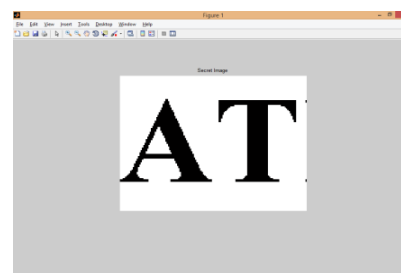 Figure 1
File Edit View Insert Tools Desktop Window Help
Secret Image
AT